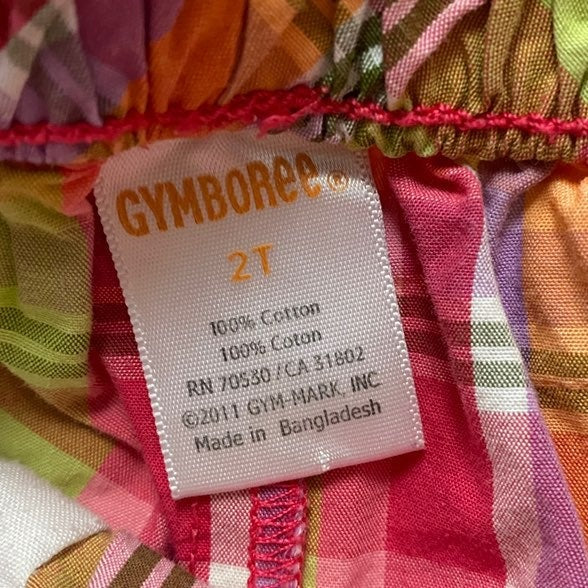 GYMBOREE®
2T
100% Cotton
100% Coton
RN 70530 / CA 31802
©2011 GYM-MARK, INC
Made in Bangladesh